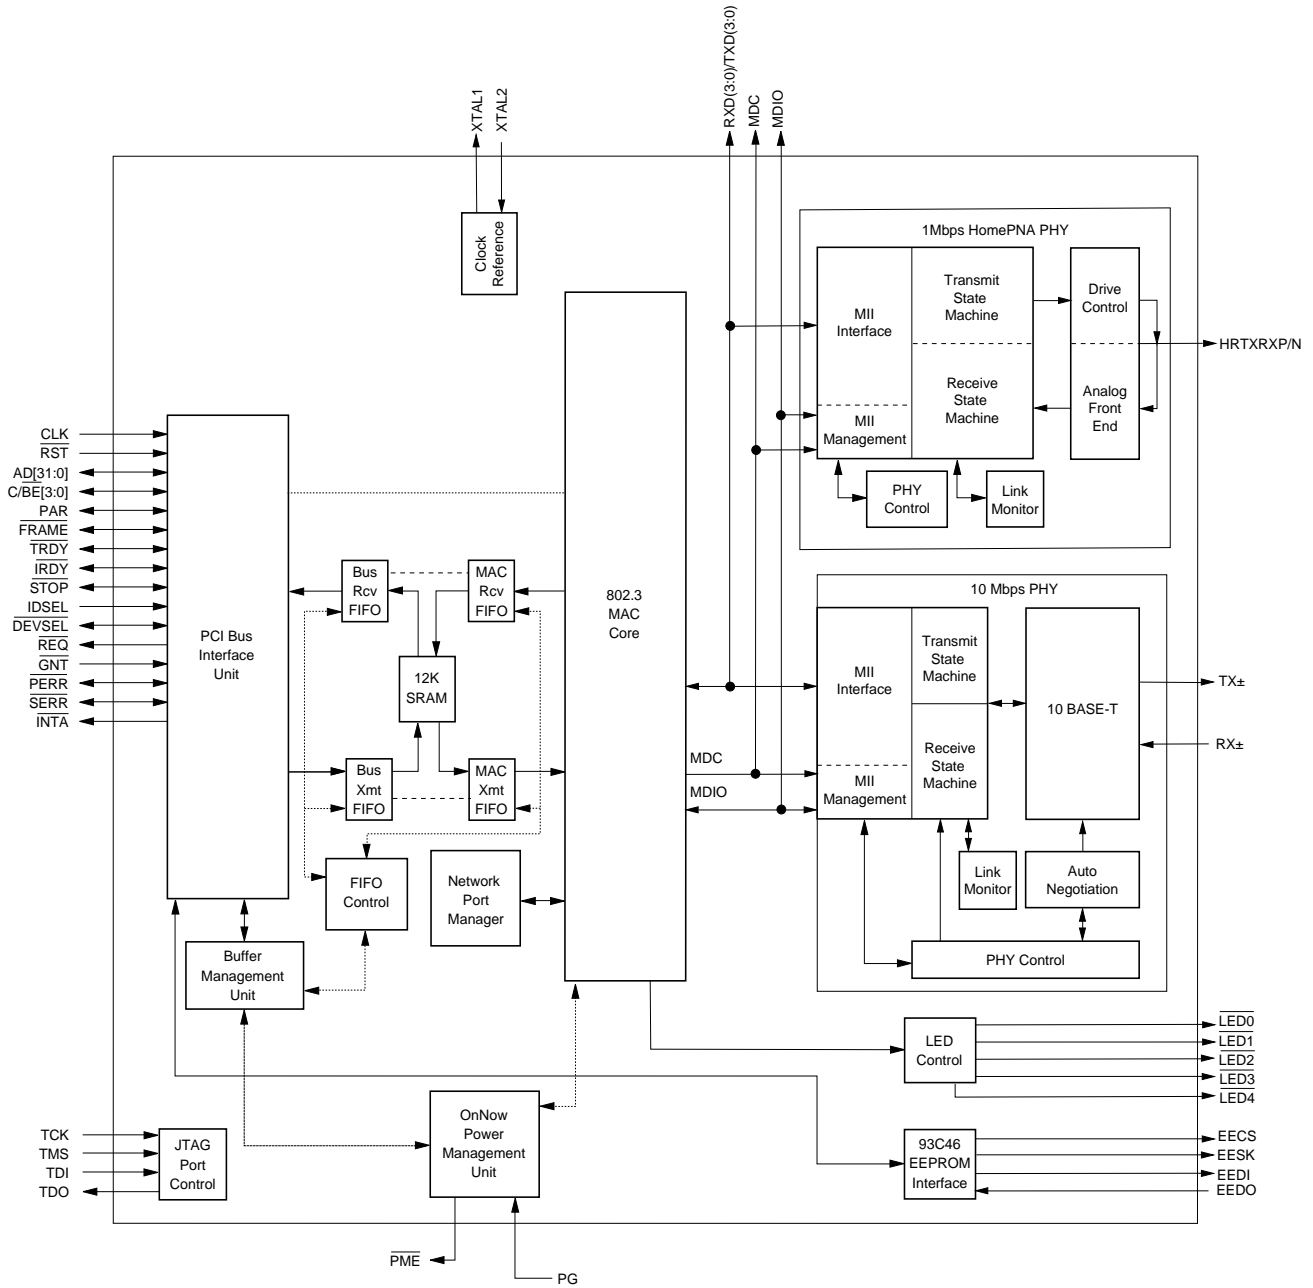 RXD(3:0)/TXD(3:0)
MDC
MDIO
XTAL1
XTAL2
Clock
Reference
1Mbps HomePNA PHY
MII
Interface
Transmit
State
Machine
Drive
Control
HRTXRXP/N
Receive
State
Machine
Analog
Front
End
MII
Management
PHY
Control
Link
Monitor
CLK
RST
AD[31:0]
C/BE[3:0]
PAR
FRAME
TRDY
IRDY
STOP
IDSEL
DEVSEL
REQ
GNT
PERR
SERR
INTA
PCI Bus
Interface
Unit
Bus
Rcv
FIFO
MAC
Rcv
FIFO
12K
SRAM
Bus
Xmt
FIFO
MAC
Xmt
FIFO
FIFO
Control
Network
Port
Manager
802.3
MAC
Core
MDC
MDIO
10 Mbps PHY
MII
Interface
Transmit
State
Machine
Receive
State
Machine
MII
Management
10 BASE-T
TX±
RX±
Link
Monitor
Auto
Negotiation
PHY Control
Buffer
Management
Unit
LED
Control
LED0
LED1
LED2
LED3
LED4
OnNow
Power
Management
Unit
TCK
TMS
TDI
TDO
JTAG
Port
Control
93C46
EEPROM
Interface
EECS
EESK
EEDI
EEDO
PME
PG